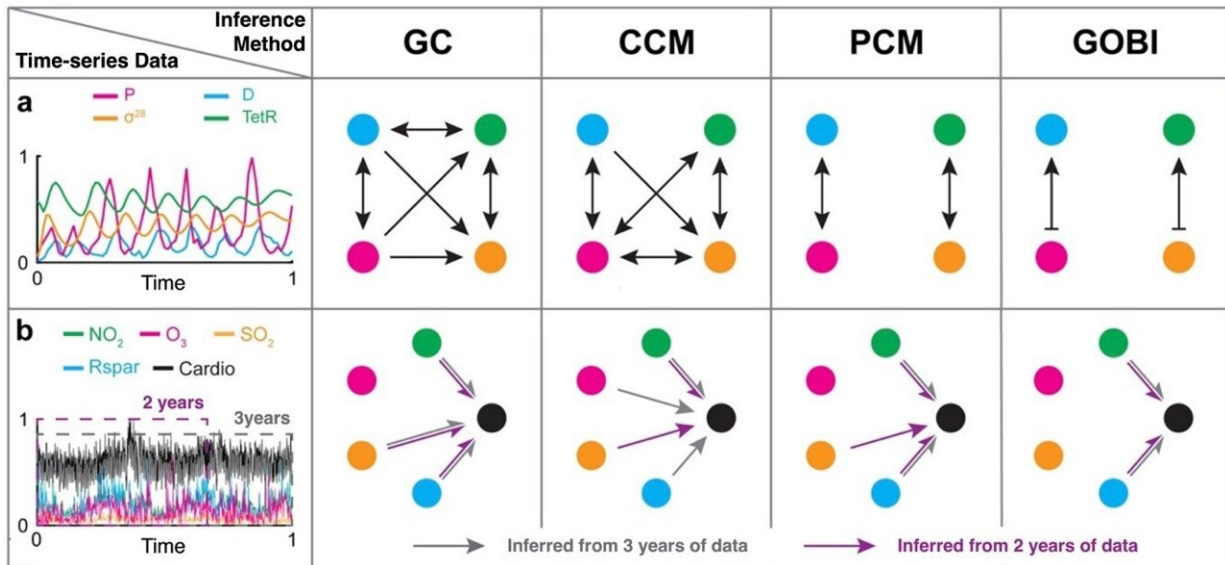 Inference
Method
Time-series Data
GC
CCM
PCM
GOBI
a
P
D
σ²⁸
TetR
1
0
0
Time
1
b
NO₂
O₃
SO₂
Rspar
Cardio
2 years
3years
1
0
0
Time
1
Inferred from 3 years of data
Inferred from 2 years of data